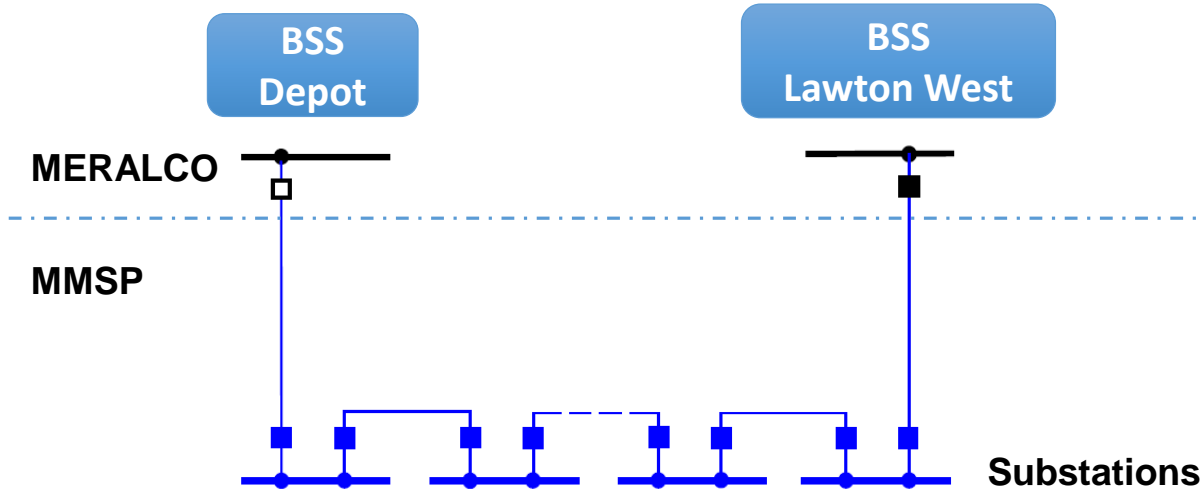 BSS
Depot
BSS
Lawton West
MERALCO
MMSP
Substations